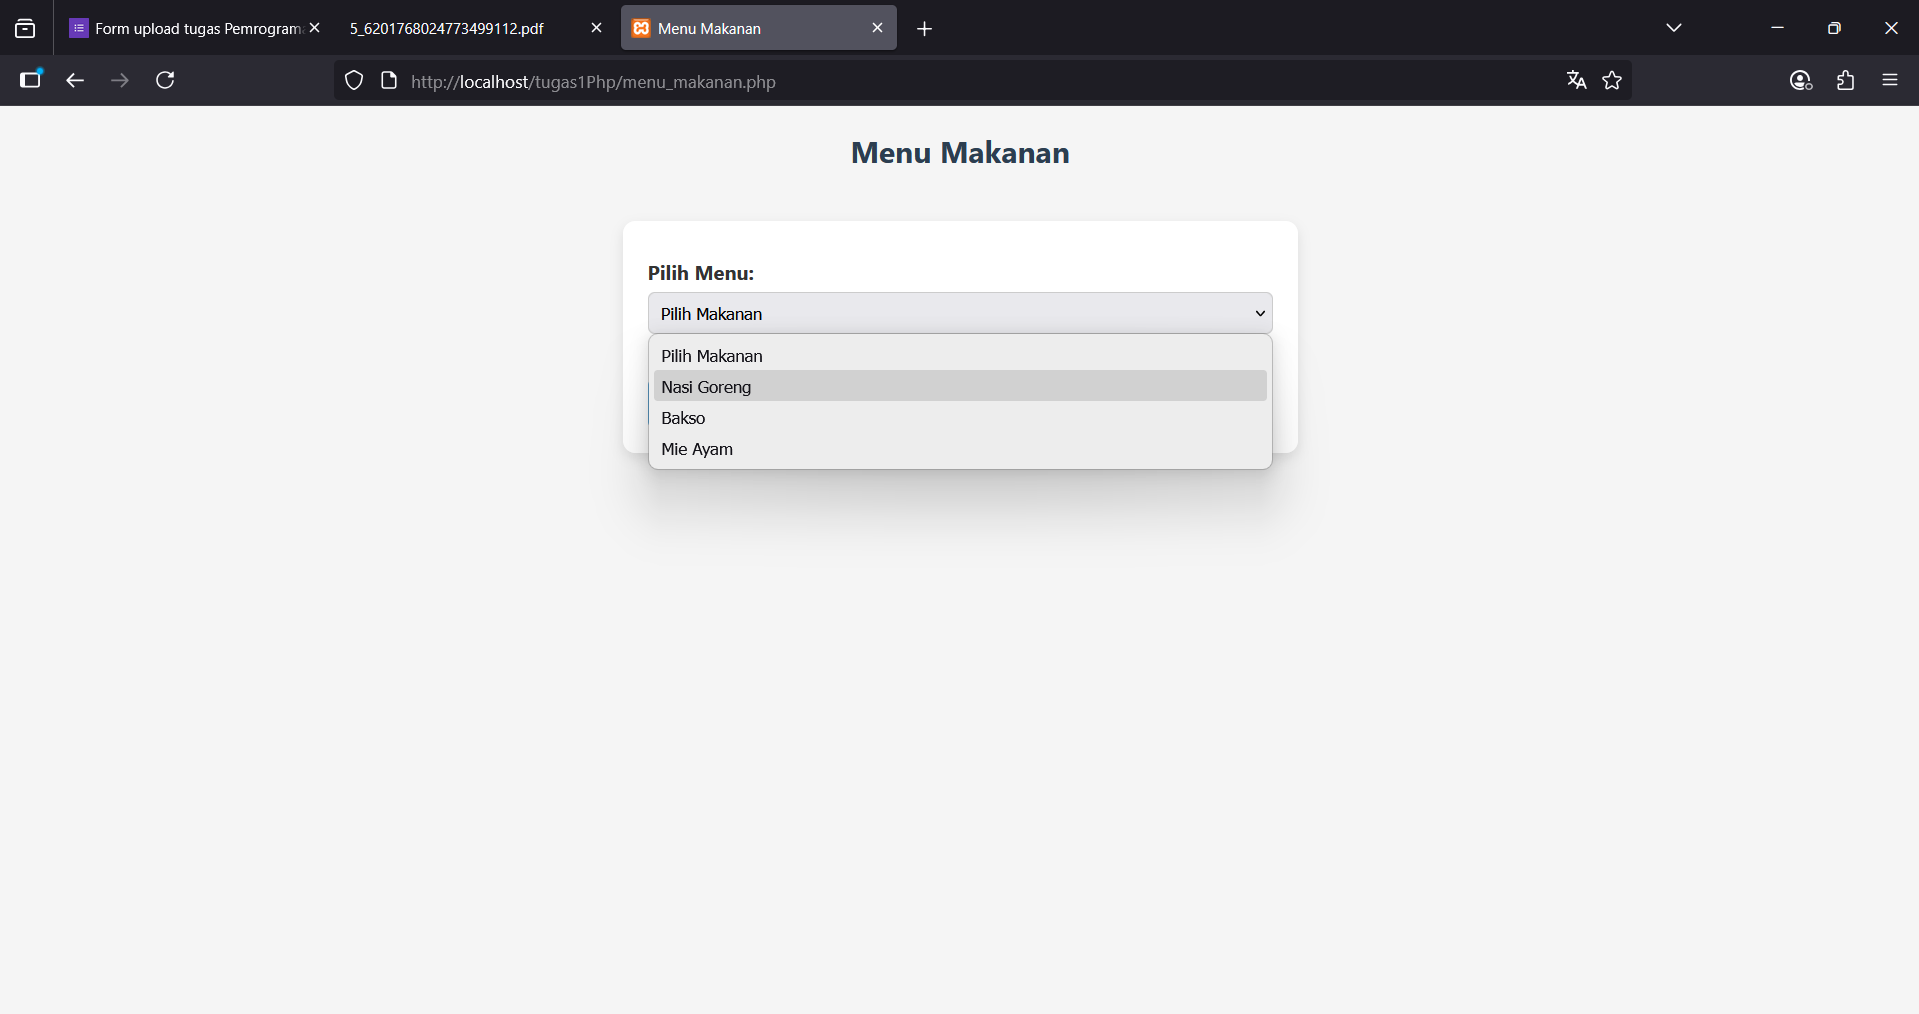 Form upload tugas Pemrogram
5_6201768024773499112.pdf
Menu Makanan
http://localhost/tugas1Php/menu_makanan.php
Menu Makanan
Pilih Menu:
Pilih Makanan
Pilih Makanan
Nasi Goreng
Bakso
Mie Ayam